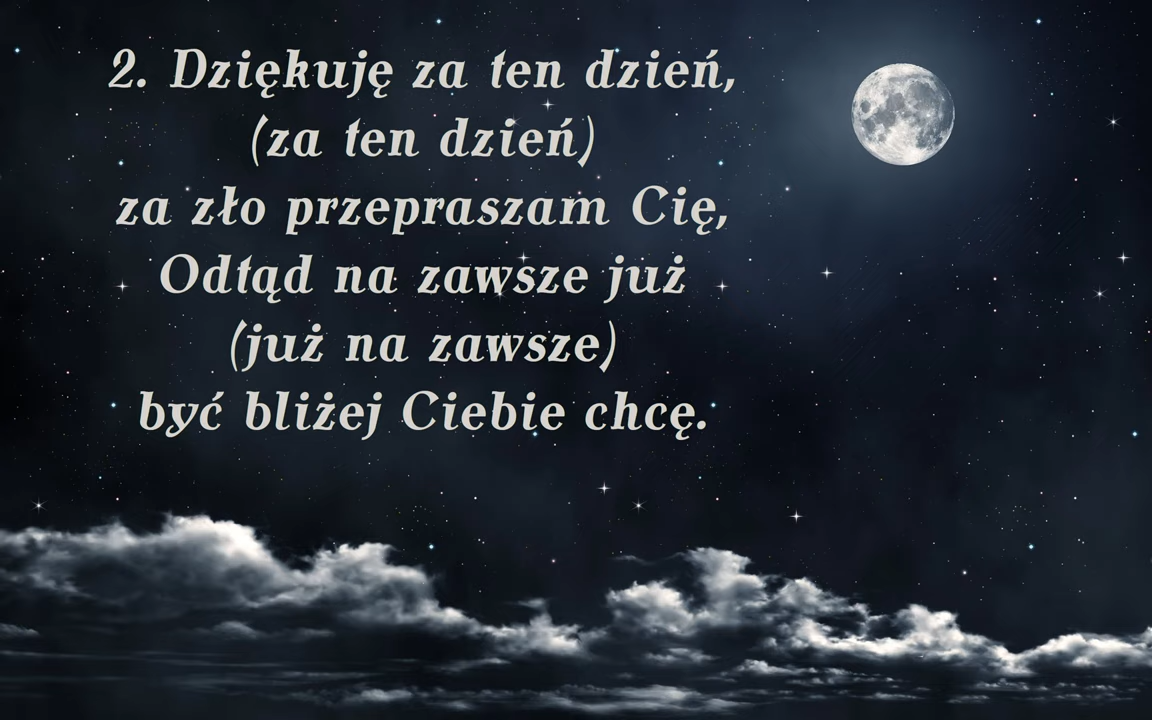 2. Dziękuję za ten dzień,
(za ten dzień)
za zło przepraszam Cię,
Odtąd na zawsze już
(już na zawsze)
być bliżej Ciebie chcę.